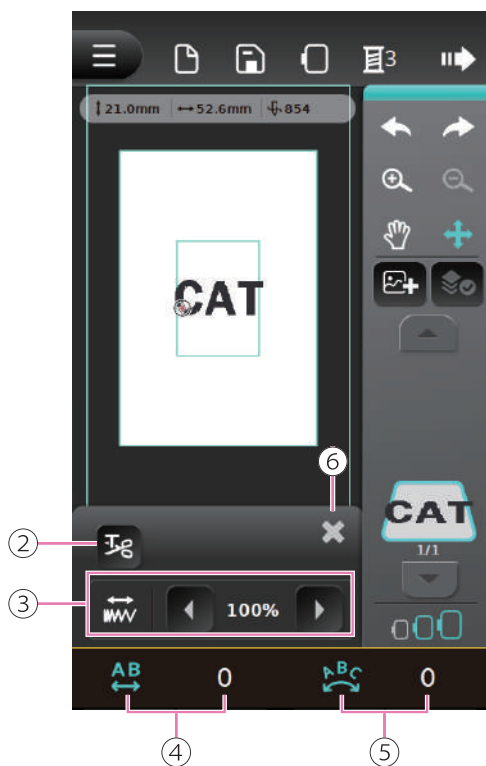 3
21.0mm 52.6mm 854
CAT
⑥
CAT
②
1/1
③
100%
AB 0 ABC 0
④ ⑤